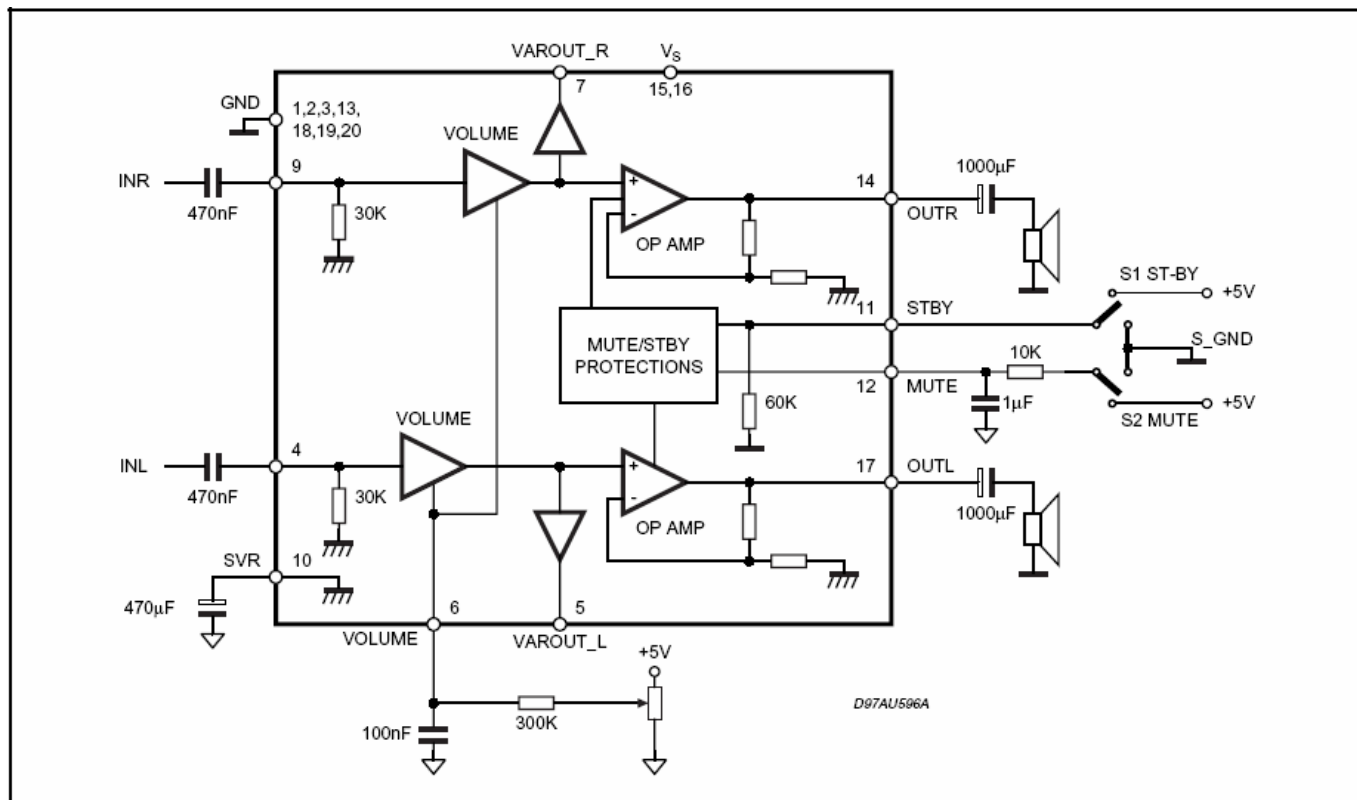 VAROUT_R
VS
7
15,16
GND
1,2,3,13,
18,19,20
VOLUME
INR
9
470nF
30K
+
-
OP AMP
14
OUTR
1000µF
S1 ST-BY
+5V
11
STBY
S_GND
MUTE/STBY
PROTECTIONS
10K
12
MUTE
60K
1µF
S2 MUTE
+5V
VOLUME
INL
4
470nF
30K
+
-
OP AMP
17
OUTL
1000µF
SVR
10
470µF
6
5
VOLUME
VAROUT_L
+5V
300K
100nF
D97AU596A